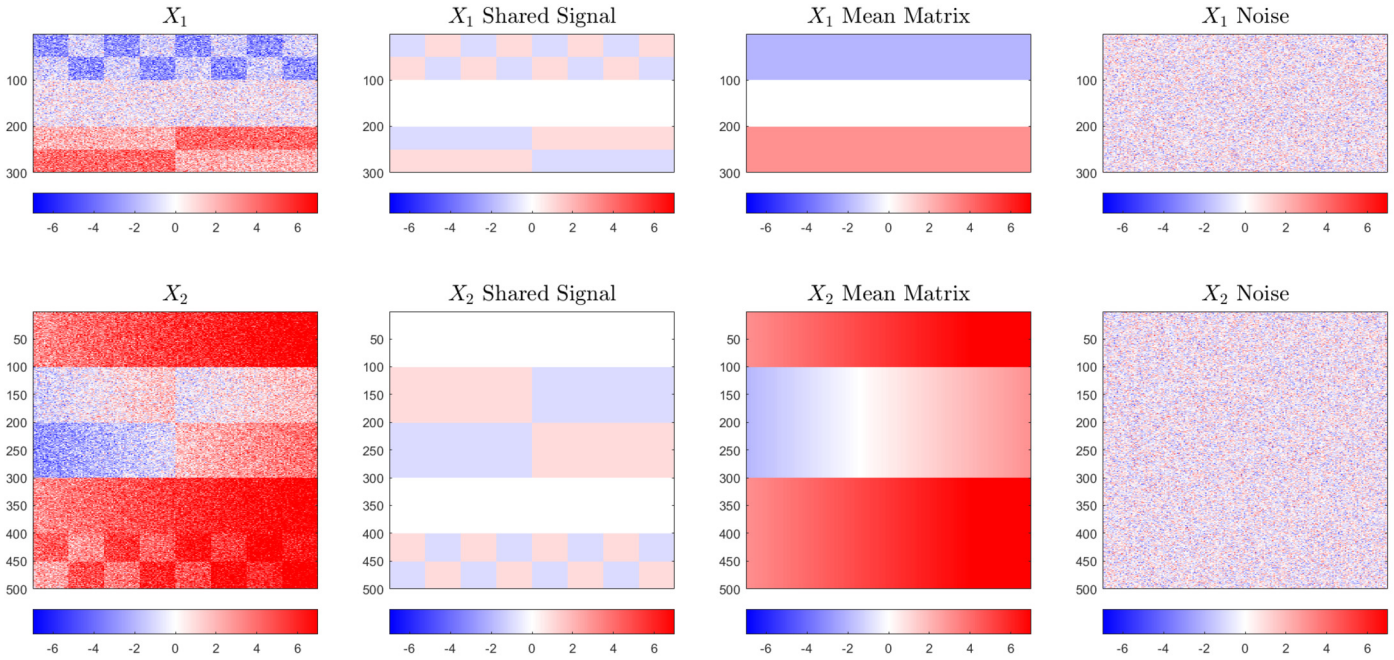 X₁ X₁ Shared Signal X₁ Mean Matrix X₁ Noise
100 100 100 100
200 200 200 200
300 300 300 300
-6 -4 -2 0 2 4 6 -6 -4 -2 0 2 4 6 -6 -4 -2 0 2 4 6 -6 -4 -2 0 2 4 6
X₂ X₂ Shared Signal X₂ Mean Matrix X₂ Noise
50 50 50 50
100 100 100 100
150 150 150 150
200 200 200 200
250 250 250 250
300 300 300 300
350 350 350 350
400 400 400 400
450 450 450 450
500 500 500 500
-6 -4 -2 0 2 4 6 -6 -4 -2 0 2 4 6 -6 -4 -2 0 2 4 6 -6 -4 -2 0 2 4 6